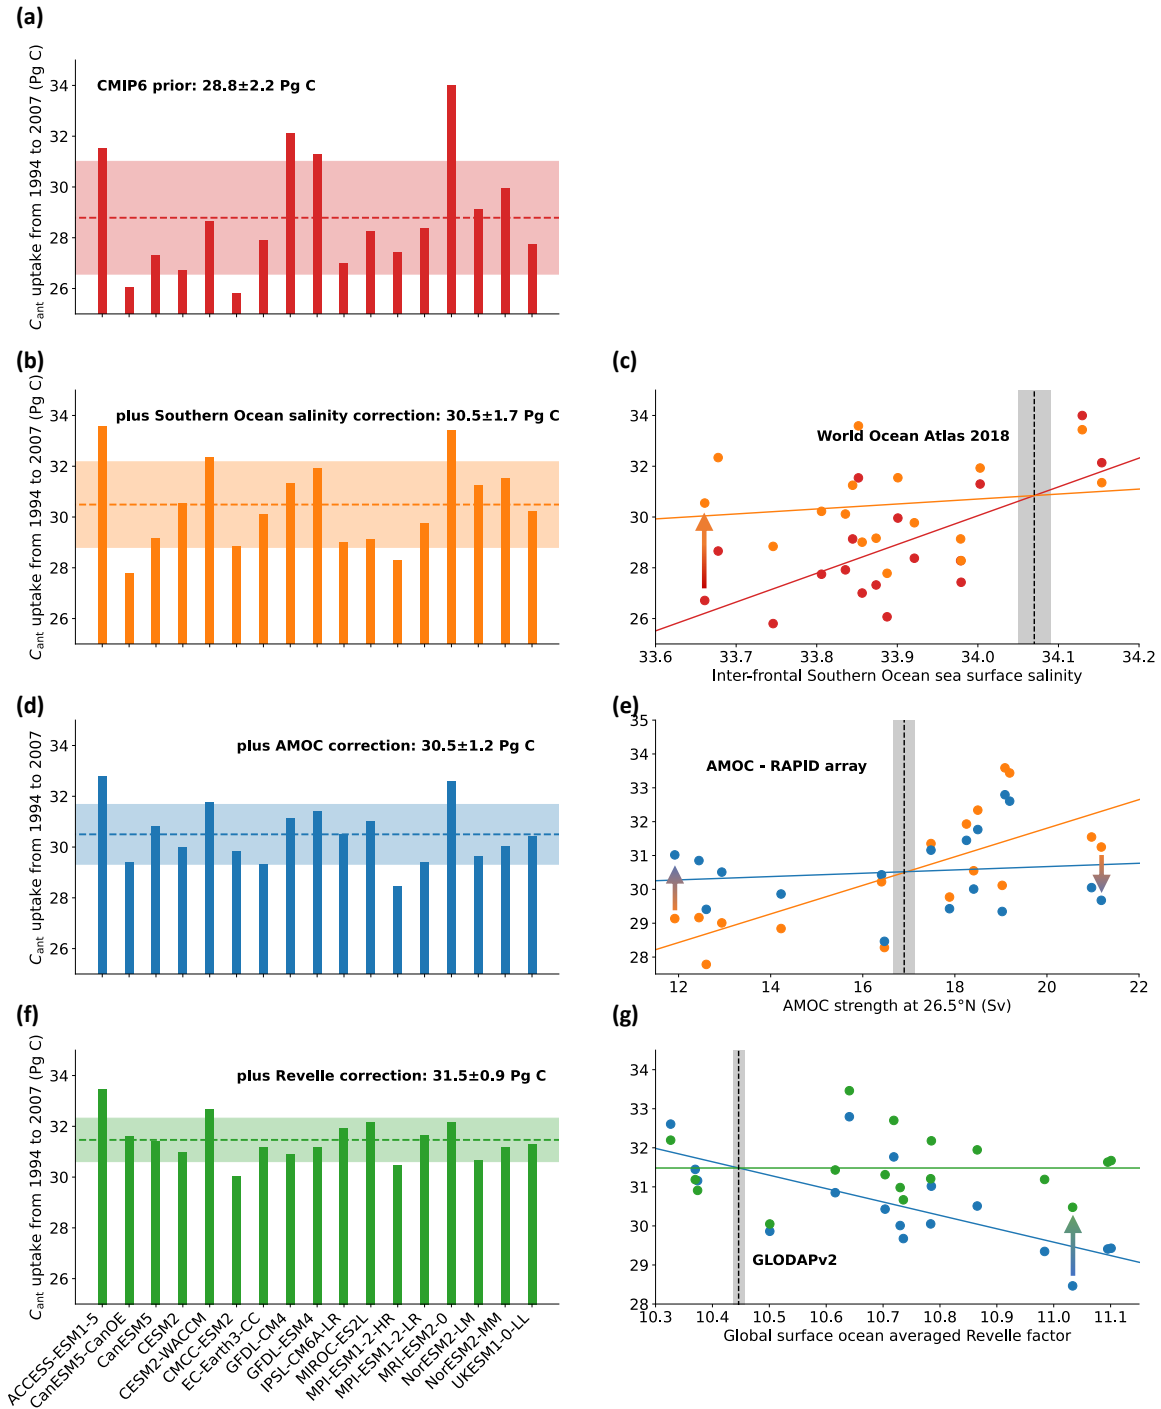 (a)
34
32
30
28
26
C_ant uptake from 1994 to 2007 (Pg C)
CMIP6 prior: 28.8±2.2 Pg C
(b)
34
32
30
28
26
C_ant uptake from 1994 to 2007 (Pg C)
plus Southern Ocean salinity correction: 30.5±1.7 Pg C
(c)
34
32
30
28
26
World Ocean Atlas 2018
33.6 33.7 33.8 33.9 34.0 34.1 34.2
Inter-frontal Southern Ocean sea surface salinity
(d)
34
32
30
28
26
C_ant uptake from 1994 to 2007
plus AMOC correction: 30.5±1.2 Pg C
(e)
35
34
33
32
31
30
29
28
AMOC - RAPID array
12 14 16 18 20 22
AMOC strength at 26.5°N (Sv)
(f)
34
32
30
28
26
C_ant uptake from 1994 to 2007 (Pg C)
plus Revelle correction: 31.5±0.9 Pg C
ACCESS-ESM1-5
CanESM5-CanOE
CanESM5
CESM2
CESM2-WACCM
CMCC-ESM2
EC-Earth3-CC
GFDL-CM4
GFDL-ESM4
IPSL-CM6A-LR
MIROC-ES2L
MPI-ESM1-2-HR
MPI-ESM1-2-LR
MRI-ESM2-0
NorESM2-LM
NorESM2-MM
UKESM1-0-LL
(g)
34
33
32
31
30
29
28
GLODAPv2
10.3 10.4 10.5 10.6 10.7 10.8 10.9 11.0 11.1
Global surface ocean averaged Revelle factor